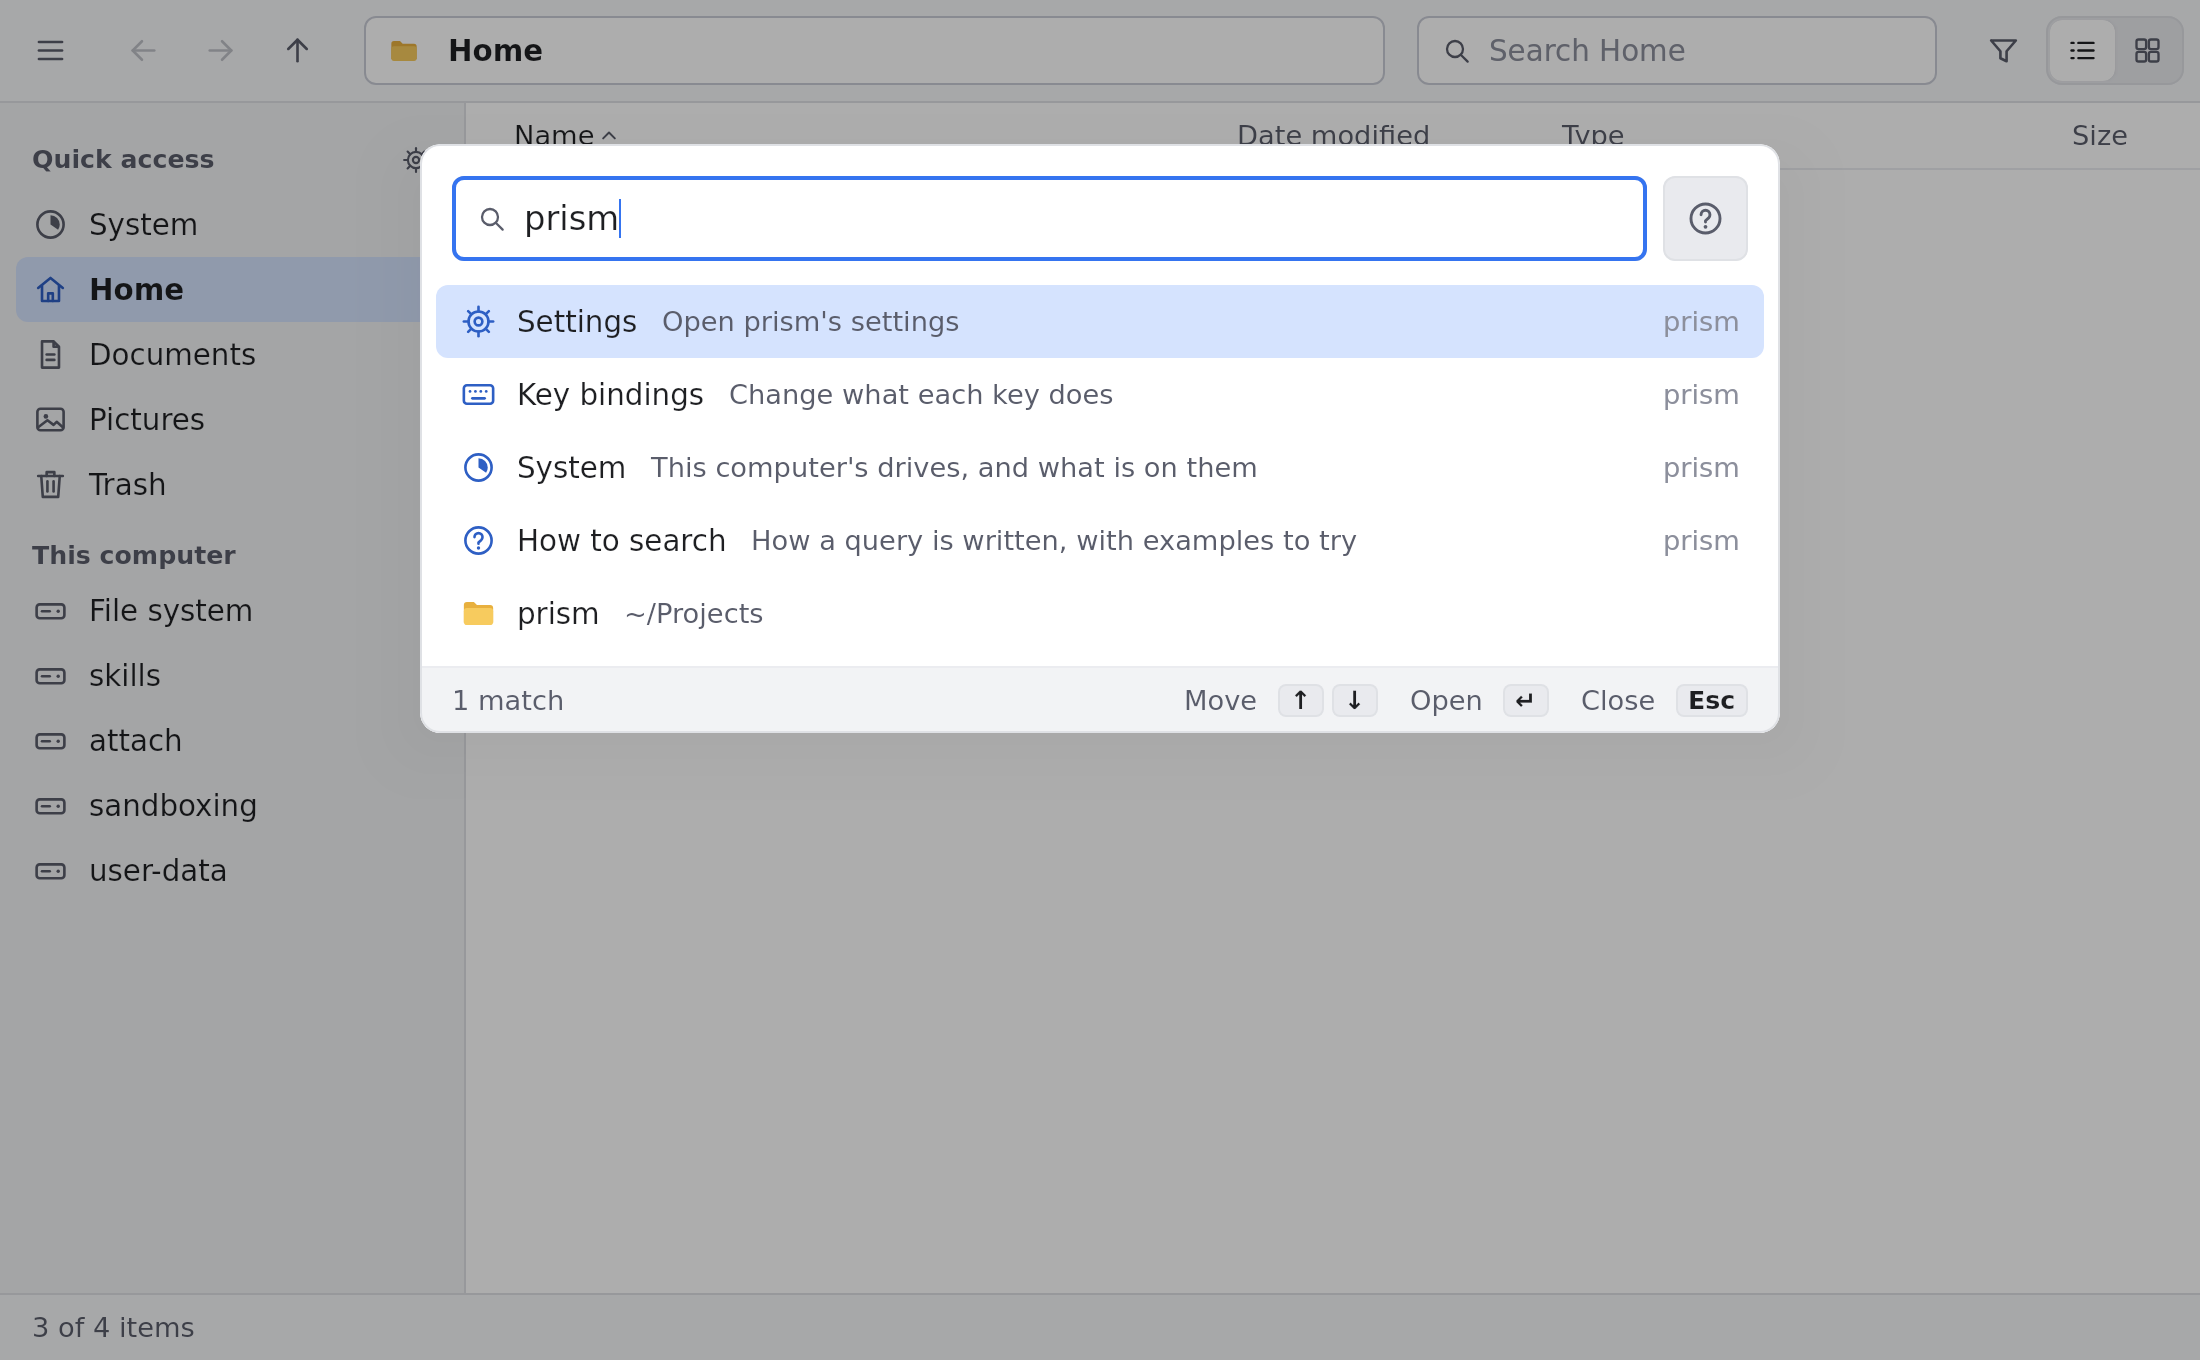 Home
Search Home
Name
Date modified
Type
Size
Quick access
System
Home
Documents
Pictures
Trash
This computer
File system
skills
attach
sandboxing
user-data
prism
Settings Open prism's settings prism
Key bindings Change what each key does prism
System This computer's drives, and what is on them prism
How to search How a query is written, with examples to try prism
prism ~/Projects
1 match Move ↑ ↓ Open ↵ Close Esc
3 of 4 items